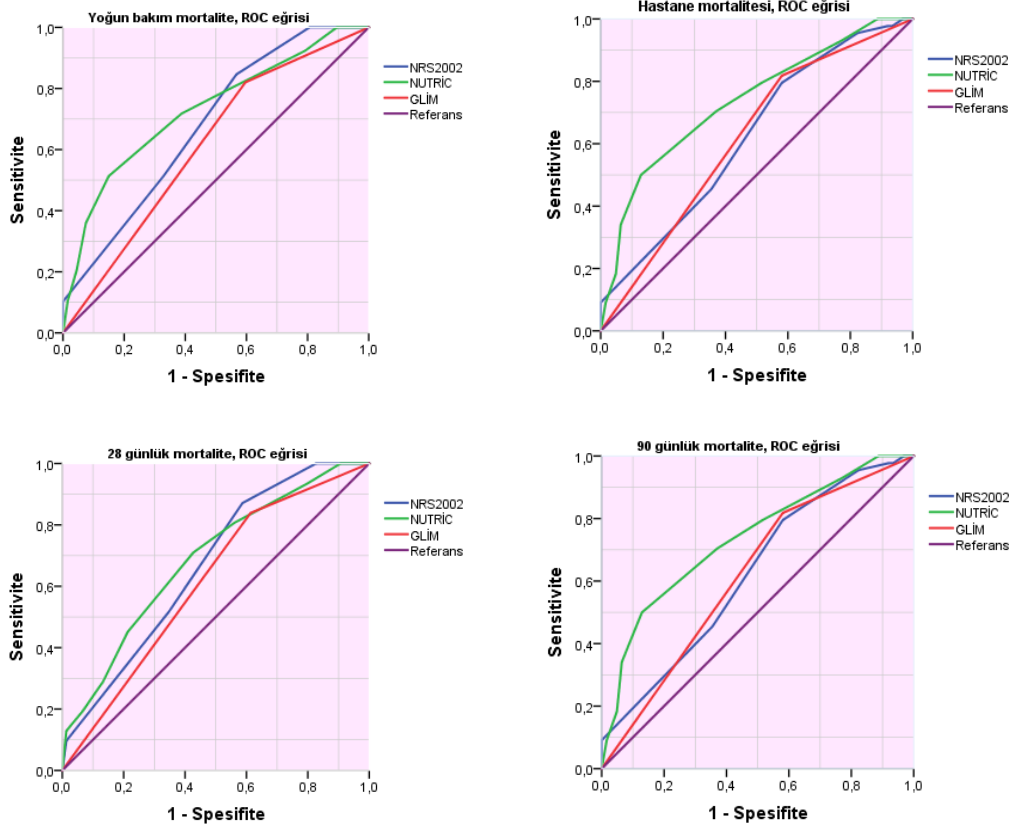 Yoğun bakım mortalite, ROC eğrisi
1,0
0,8
0,6
0,4
0,2
0,0
Sensitivite
0,0 0,2 0,4 0,6 0,8 1,0
1 - Spesifite
NRS2002
NUTRİC
GLİM
Referans
Hastane mortalitesi, ROC eğrisi
1,0
0,8
0,6
0,4
0,2
0,0
Sensitivite
0,0 0,2 0,4 0,6 0,8 1,0
1 - Spesifite
NRS2002
NUTRİC
GLİM
Referans
28 günlük mortalite, ROC eğrisi
1,0
0,8
0,6
0,4
0,2
0,0
Sensitivite
0,0 0,2 0,4 0,6 0,8 1,0
1 - Spesifite
NRS2002
NUTRİC
GLİM
Referans
90 günlük mortalite, ROC eğrisi
1,0
0,8
0,6
0,4
0,2
0,0
Sensitivite
0,0 0,2 0,4 0,6 0,8 1,0
1 - Spesifite
NRS2002
NUTRİC
GLİM
Referans